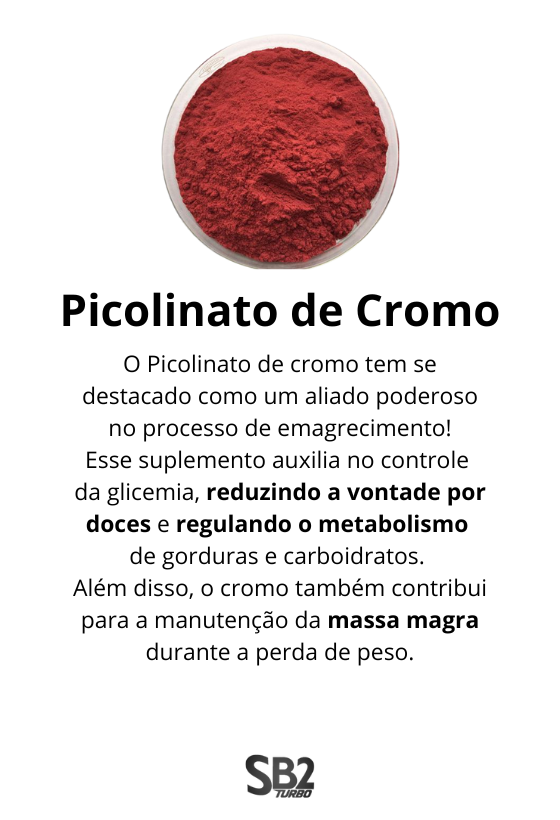 Picolinato de Cromo
O Picolinato de cromo tem se
destacado como um aliado poderoso
no processo de emagrecimento!
Esse suplemento auxilia no controle
da glicemia, reduzindo a vontade por
doces e regulando o metabolismo
de gorduras e carboidratos.
Além disso, o cromo também contribui
para a manutenção da massa magra
durante a perda de peso.
SB2
TURBO